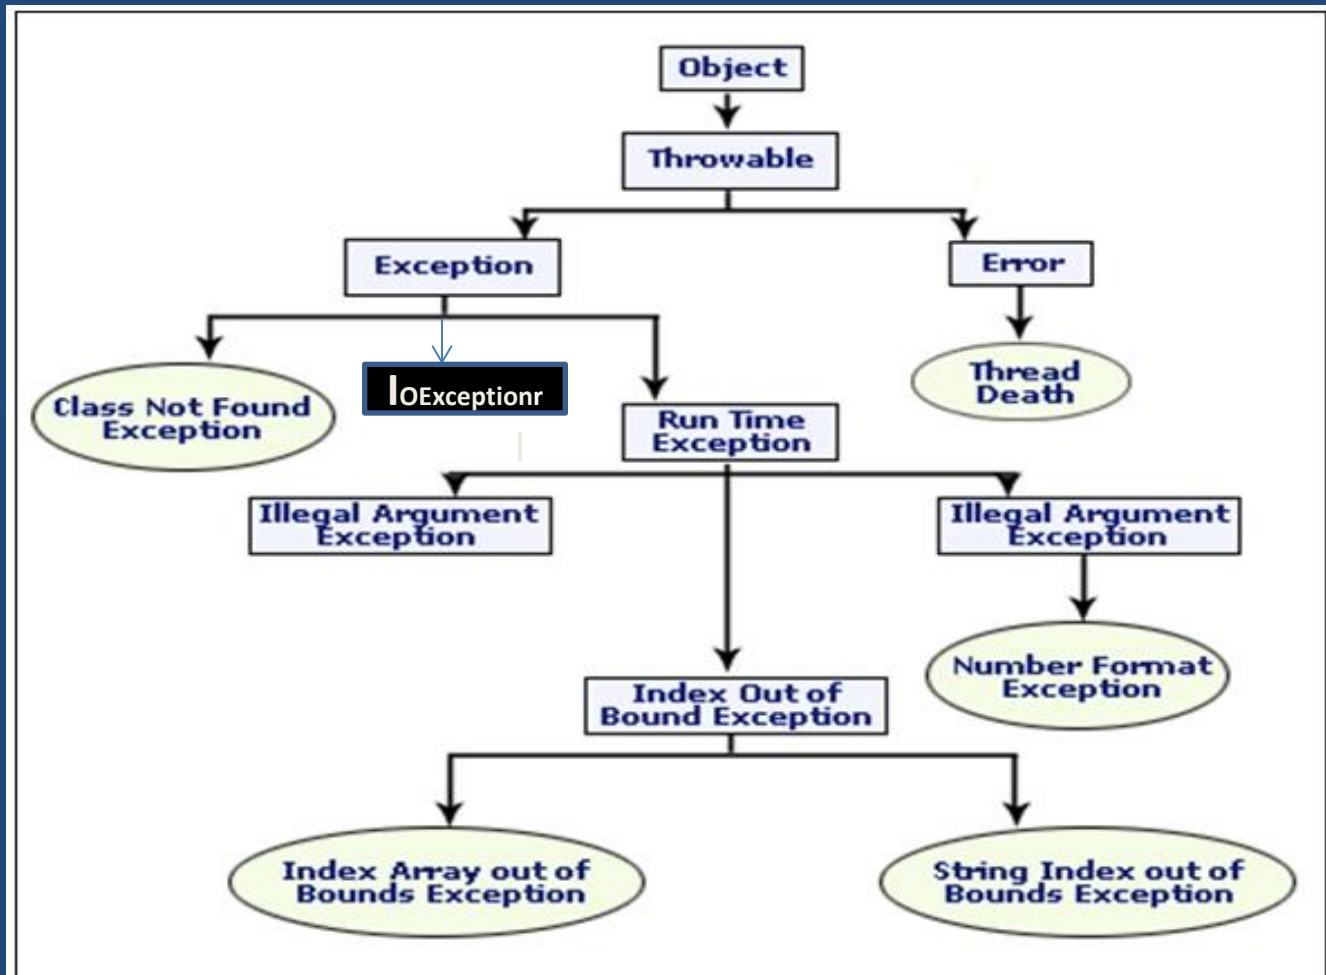 Object
Throwable
Exception
Error
Class Not Found
Exception
IOExceptionr
Run Time
Exception
Thread
Death
Illegal Argument
Exception
Illegal Argument
Exception
Number Format
Exception
Index Out of
Bound Exception
Index Array out of
Bounds Exception
String Index out of
Bounds Exception